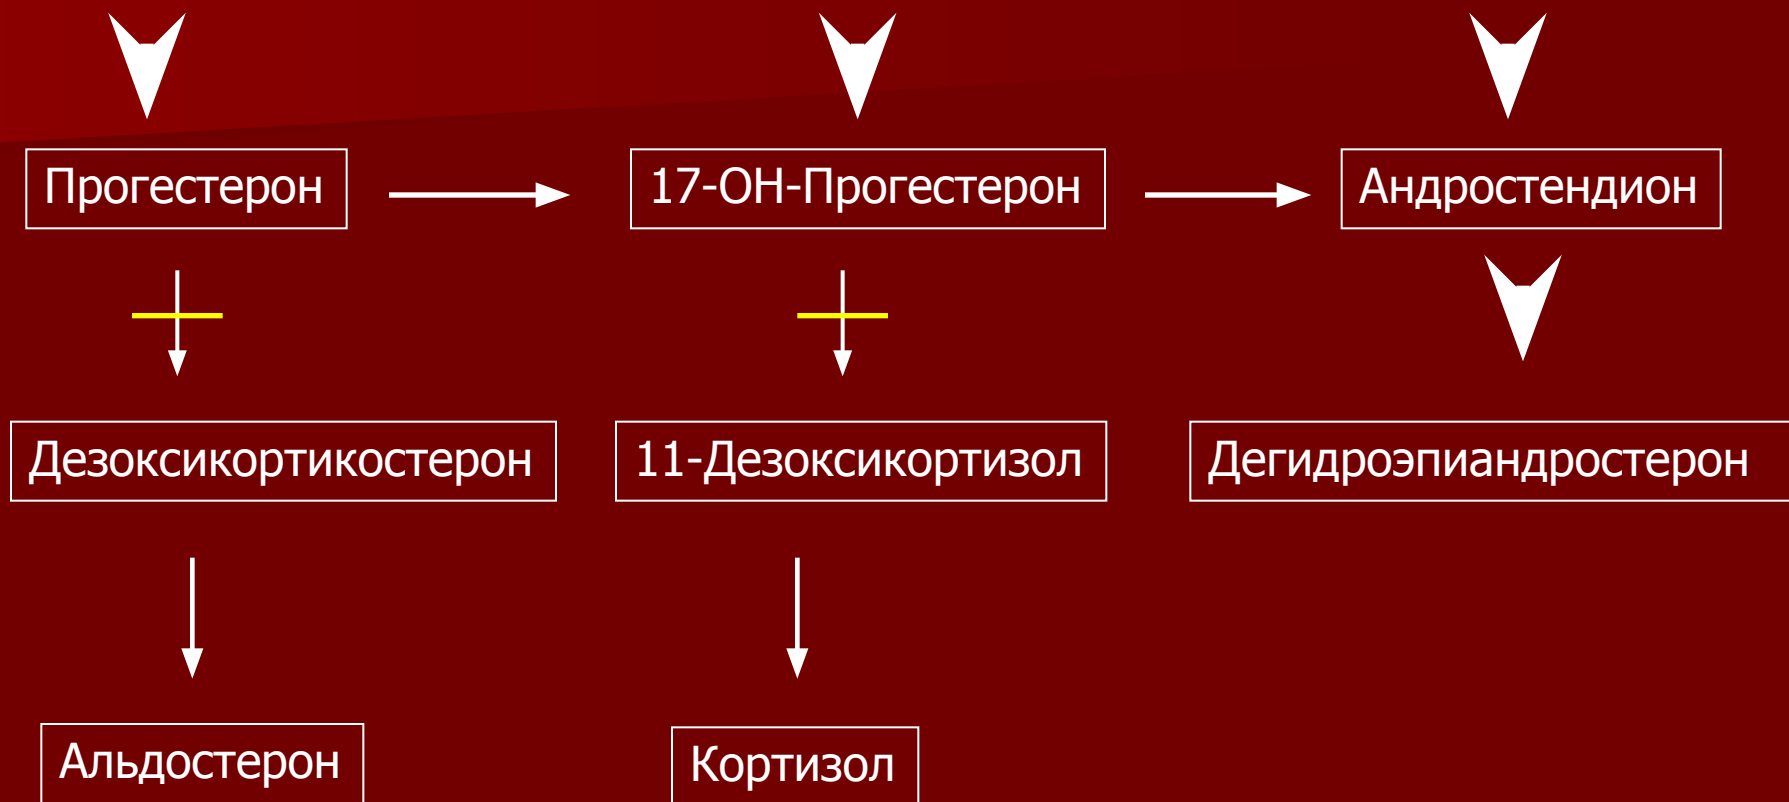 Прогестерон
17-ОН-Прогестерон
Андростендион
Дезоксикортикостерон
11-Дезоксикортизол
Дегидроэпиандростерон
Альдостерон
Кортизол